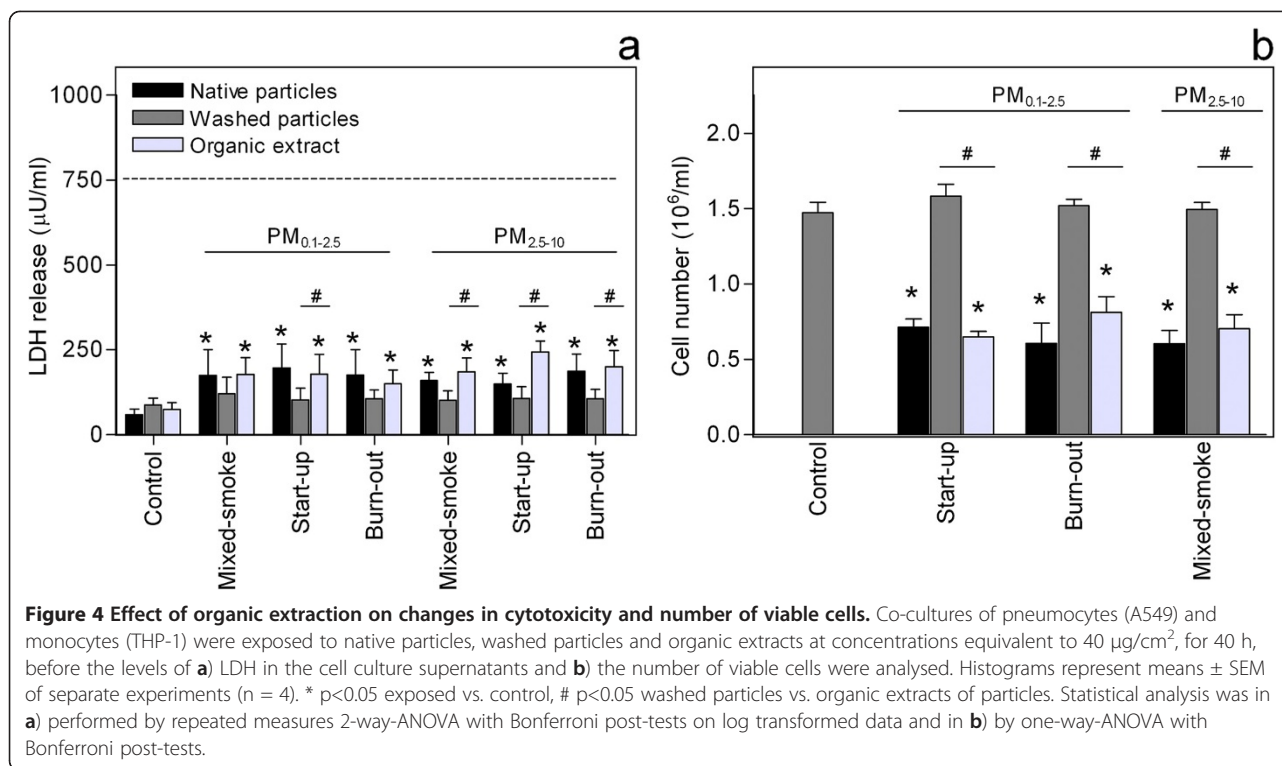 a
1000
750
500
250
0
LDH release (µU/ml)
Native particles
Washed particles
Organic extract
PM0.1-2.5
PM2.5-10
# # # #
* * * * * * * * * * * *
Control
Mixed-smoke
Start-up
Burn-out
Mixed-smoke
Start-up
Burn-out
b
2.0
1.5
1.0
0.5
0.0
Cell number (10⁶/ml)
PM0.1-2.5
PM2.5-10
# # #
* * * * * *
Control
Start-up
Burn-out
Mixed-smoke
Figure 4 Effect of organic extraction on changes in cytotoxicity and number of viable cells. Co-cultures of pneumocytes (A549) and
monocytes (THP-1) were exposed to native particles, washed particles and organic extracts at concentrations equivalent to 40 µg/cm², for 40 h,
before the levels of a) LDH in the cell culture supernatants and b) the number of viable cells were analysed. Histograms represent means ± SEM
of separate experiments (n = 4). * p<0.05 exposed vs. control, # p<0.05 washed particles vs. organic extracts of particles. Statistical analysis was in
a) performed by repeated measures 2-way-ANOVA with Bonferroni post-tests on log transformed data and in b) by one-way-ANOVA with
Bonferroni post-tests.